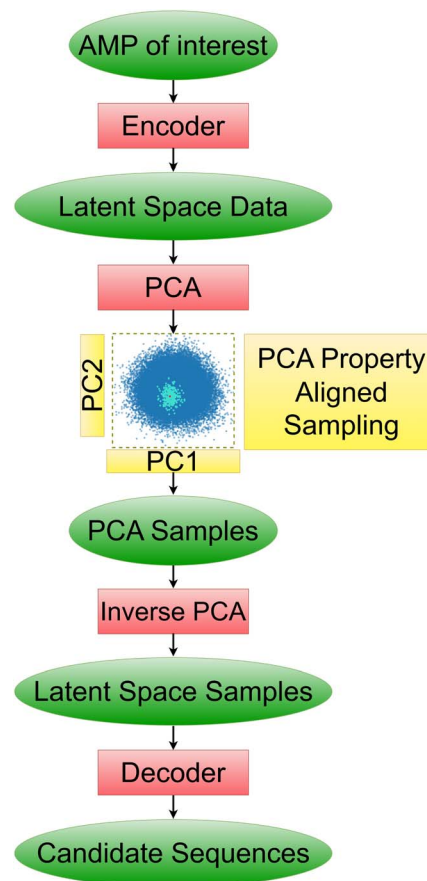 AMP of interest
Encoder
Latent Space Data
PCA
PC2
PCA Property
Aligned
Sampling
PC1
PCA Samples
Inverse PCA
Latent Space Samples
Decoder
Candidate Sequences